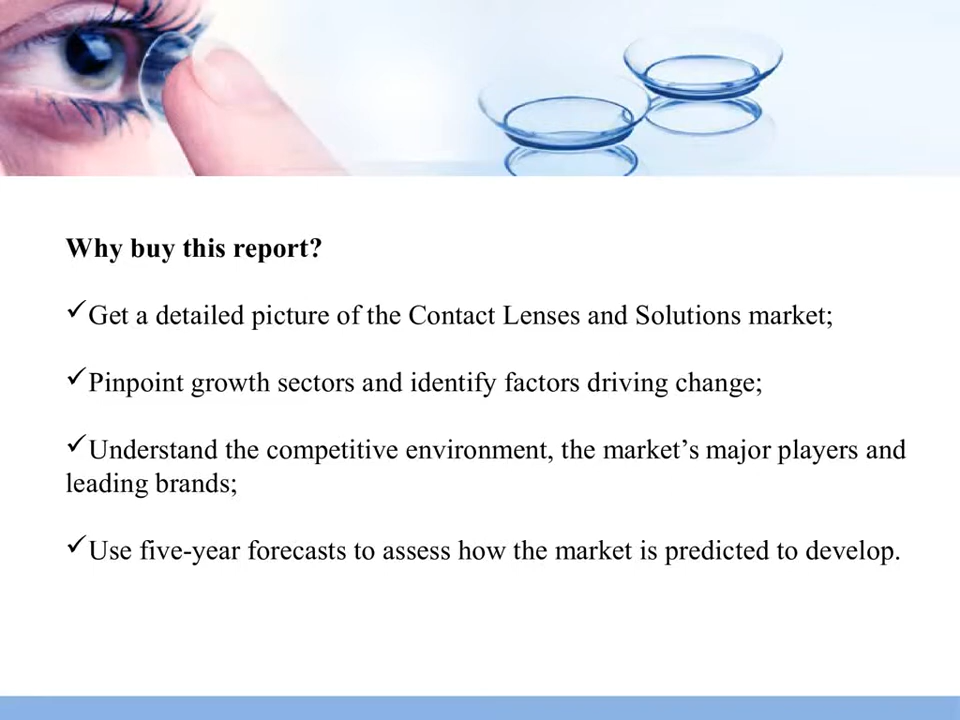 Why buy this report?
✓Get a detailed picture of the Contact Lenses and Solutions market;
✓Pinpoint growth sectors and identify factors driving change;
✓Understand the competitive environment, the market’s major players and
leading brands;
✓Use five-year forecasts to assess how the market is predicted to develop.